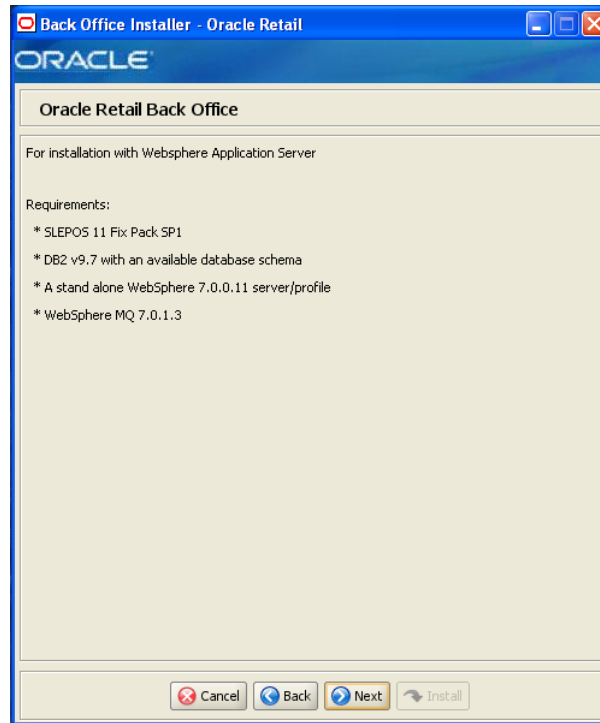 Back Office Installer - Oracle Retail
ORACLE
Oracle Retail Back Office
For installation with Websphere Application Server
Requirements:
* SLEPOS 11 Fix Pack SP1
* DB2 v9.7 with an available database schema
* A stand alone WebSphere 7.0.0.11 server/profile
* WebSphere MQ 7.0.1.3
Cancel Back Next Install